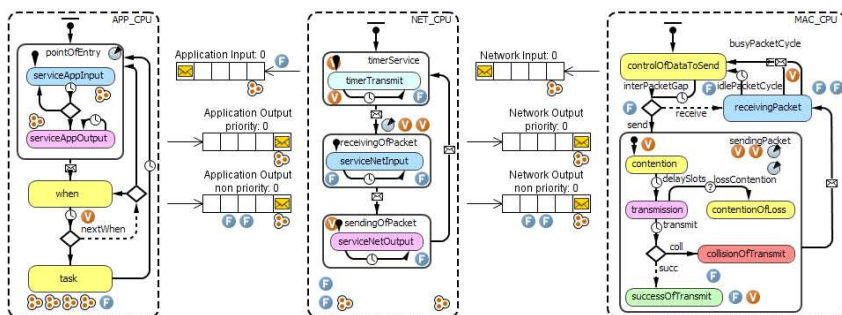 APP_CPU
pointOfEntry
serviceAppInput
serviceAppOutput
when
V
nextWhen
task
F
Application Input: 0
F
Application Output
priority: 0
Application Output
non priority: 0
F F
NET_CPU
timerService
timerTransmit
V F
V V
receivingOfPacket
serviceNetInput
F F
sendingOfPacket
V
serviceNetOutput
F
F
F
Network Input: 0
Network Output
priority: 0
Network Output
non priority: 0
F F
MAC_CPU
busyPacketCycle
controlOfDataToSend
V
interPacketGap
idlePacketCycle
F
F F
F
receivingPacket
send
receive
sendingPacket
V
V V
contention
delaySlots
lossContention
?
transmission
contentionOfLoss
transmit
coll
collisionOfTransmit
succ
F
successOfTransmit
F V